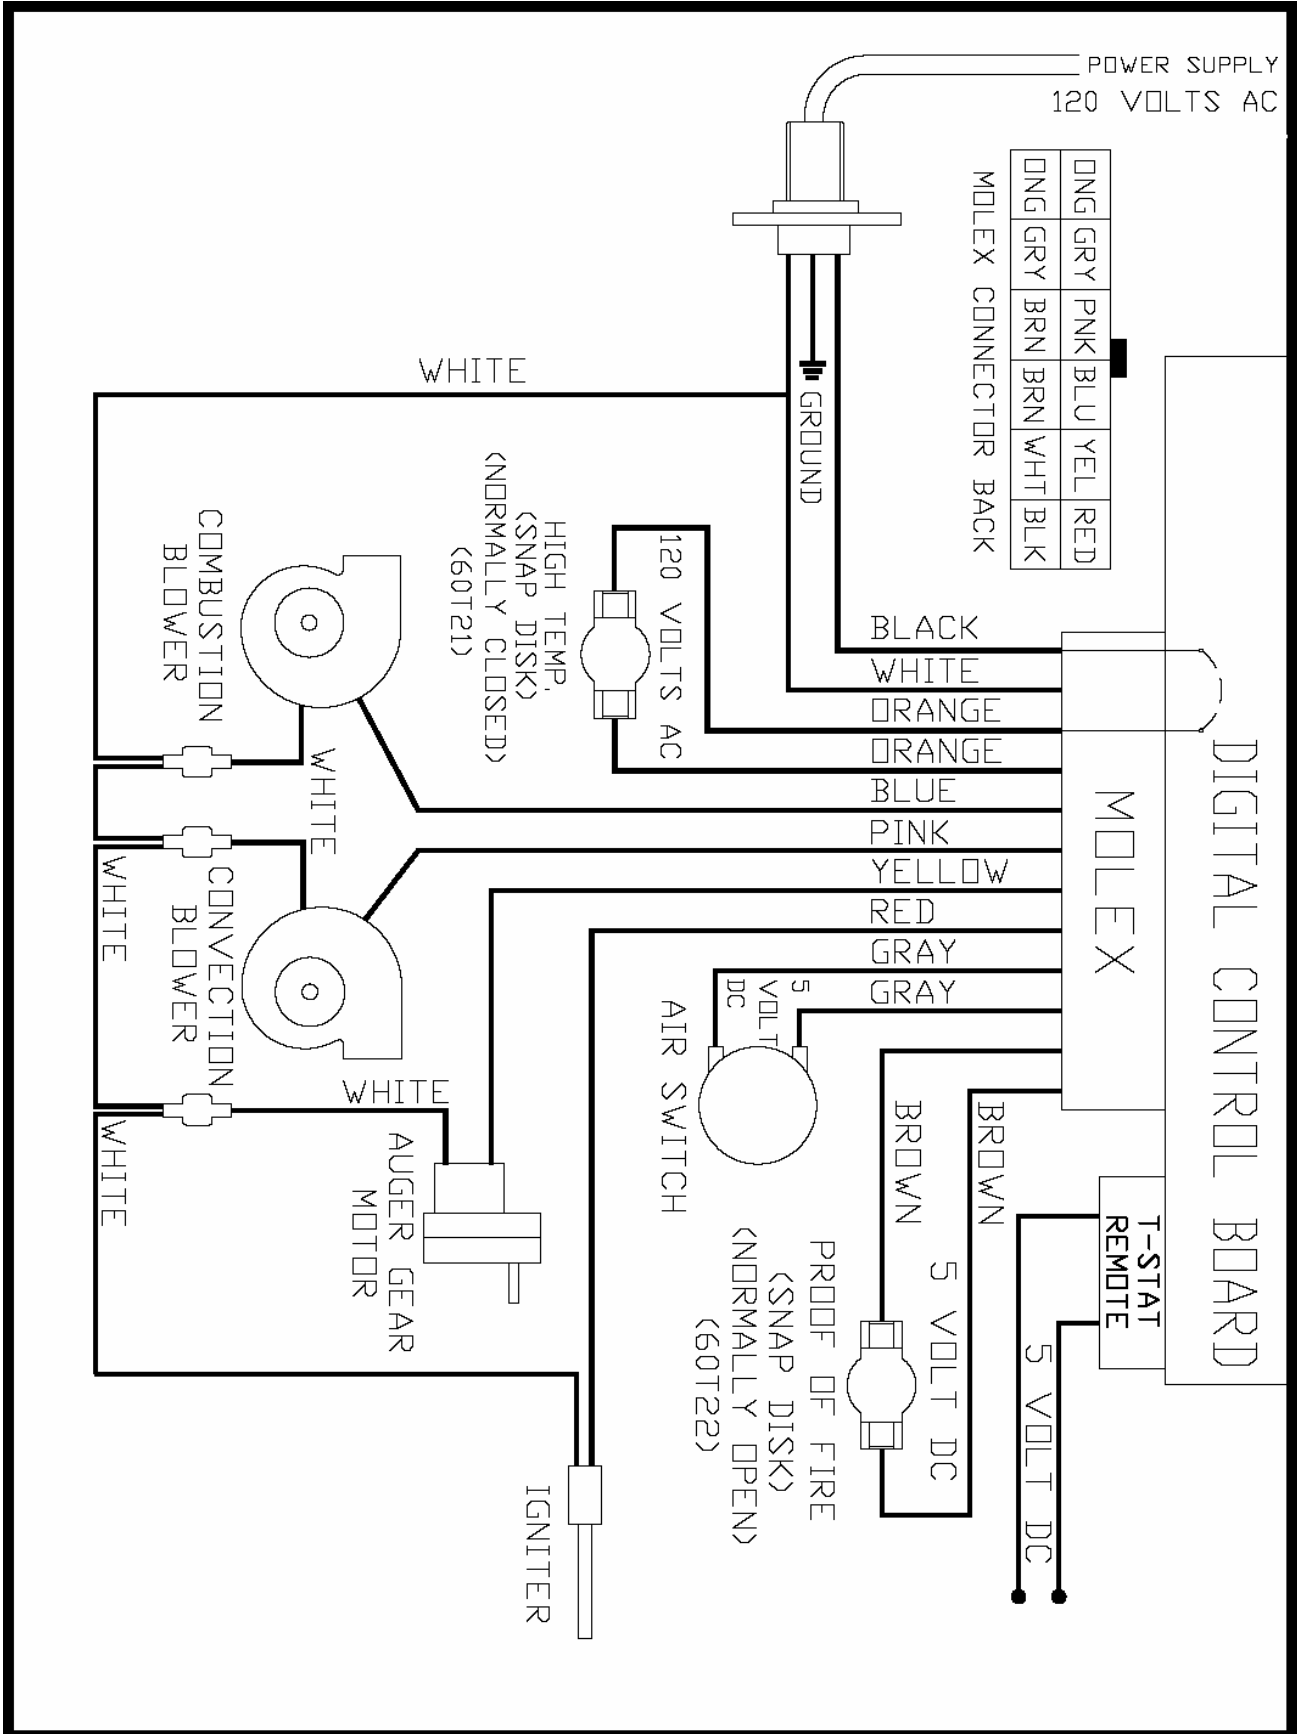 POWER SUPPLY
120 VOLTS AC
ONG GRY PNK BLU YEL RED
ONG GRY BRN BRN WHT BLK
MOLEX CONNECTOR BACK
WHITE
GROUND
120 VOLTS AC
HIGH TEMP.
(SNAP DISK)
(NORMALLY CLOSED)
(60T21)
COMBUSTION
BLOWER
BLACK
WHITE
ORANGE
ORANGE
BLUE
PINK
YELLOW
RED
GRAY
GRAY
MOLEX
DIGITAL CONTROL BOARD
WHITE
WHITE
CONVECTION
BLOWER
5
VOLT
DC
AIR SWITCH
WHITE
WHITE
AUGER GEAR
MOTOR
BROWN
BROWN
T-STAT
REMOTE
5 VOLT DC
5 VOLT DC
PROOF OF FIRE
(SNAP DISK)
(NORMALLY OPEN)
(60T22)
IGNITER